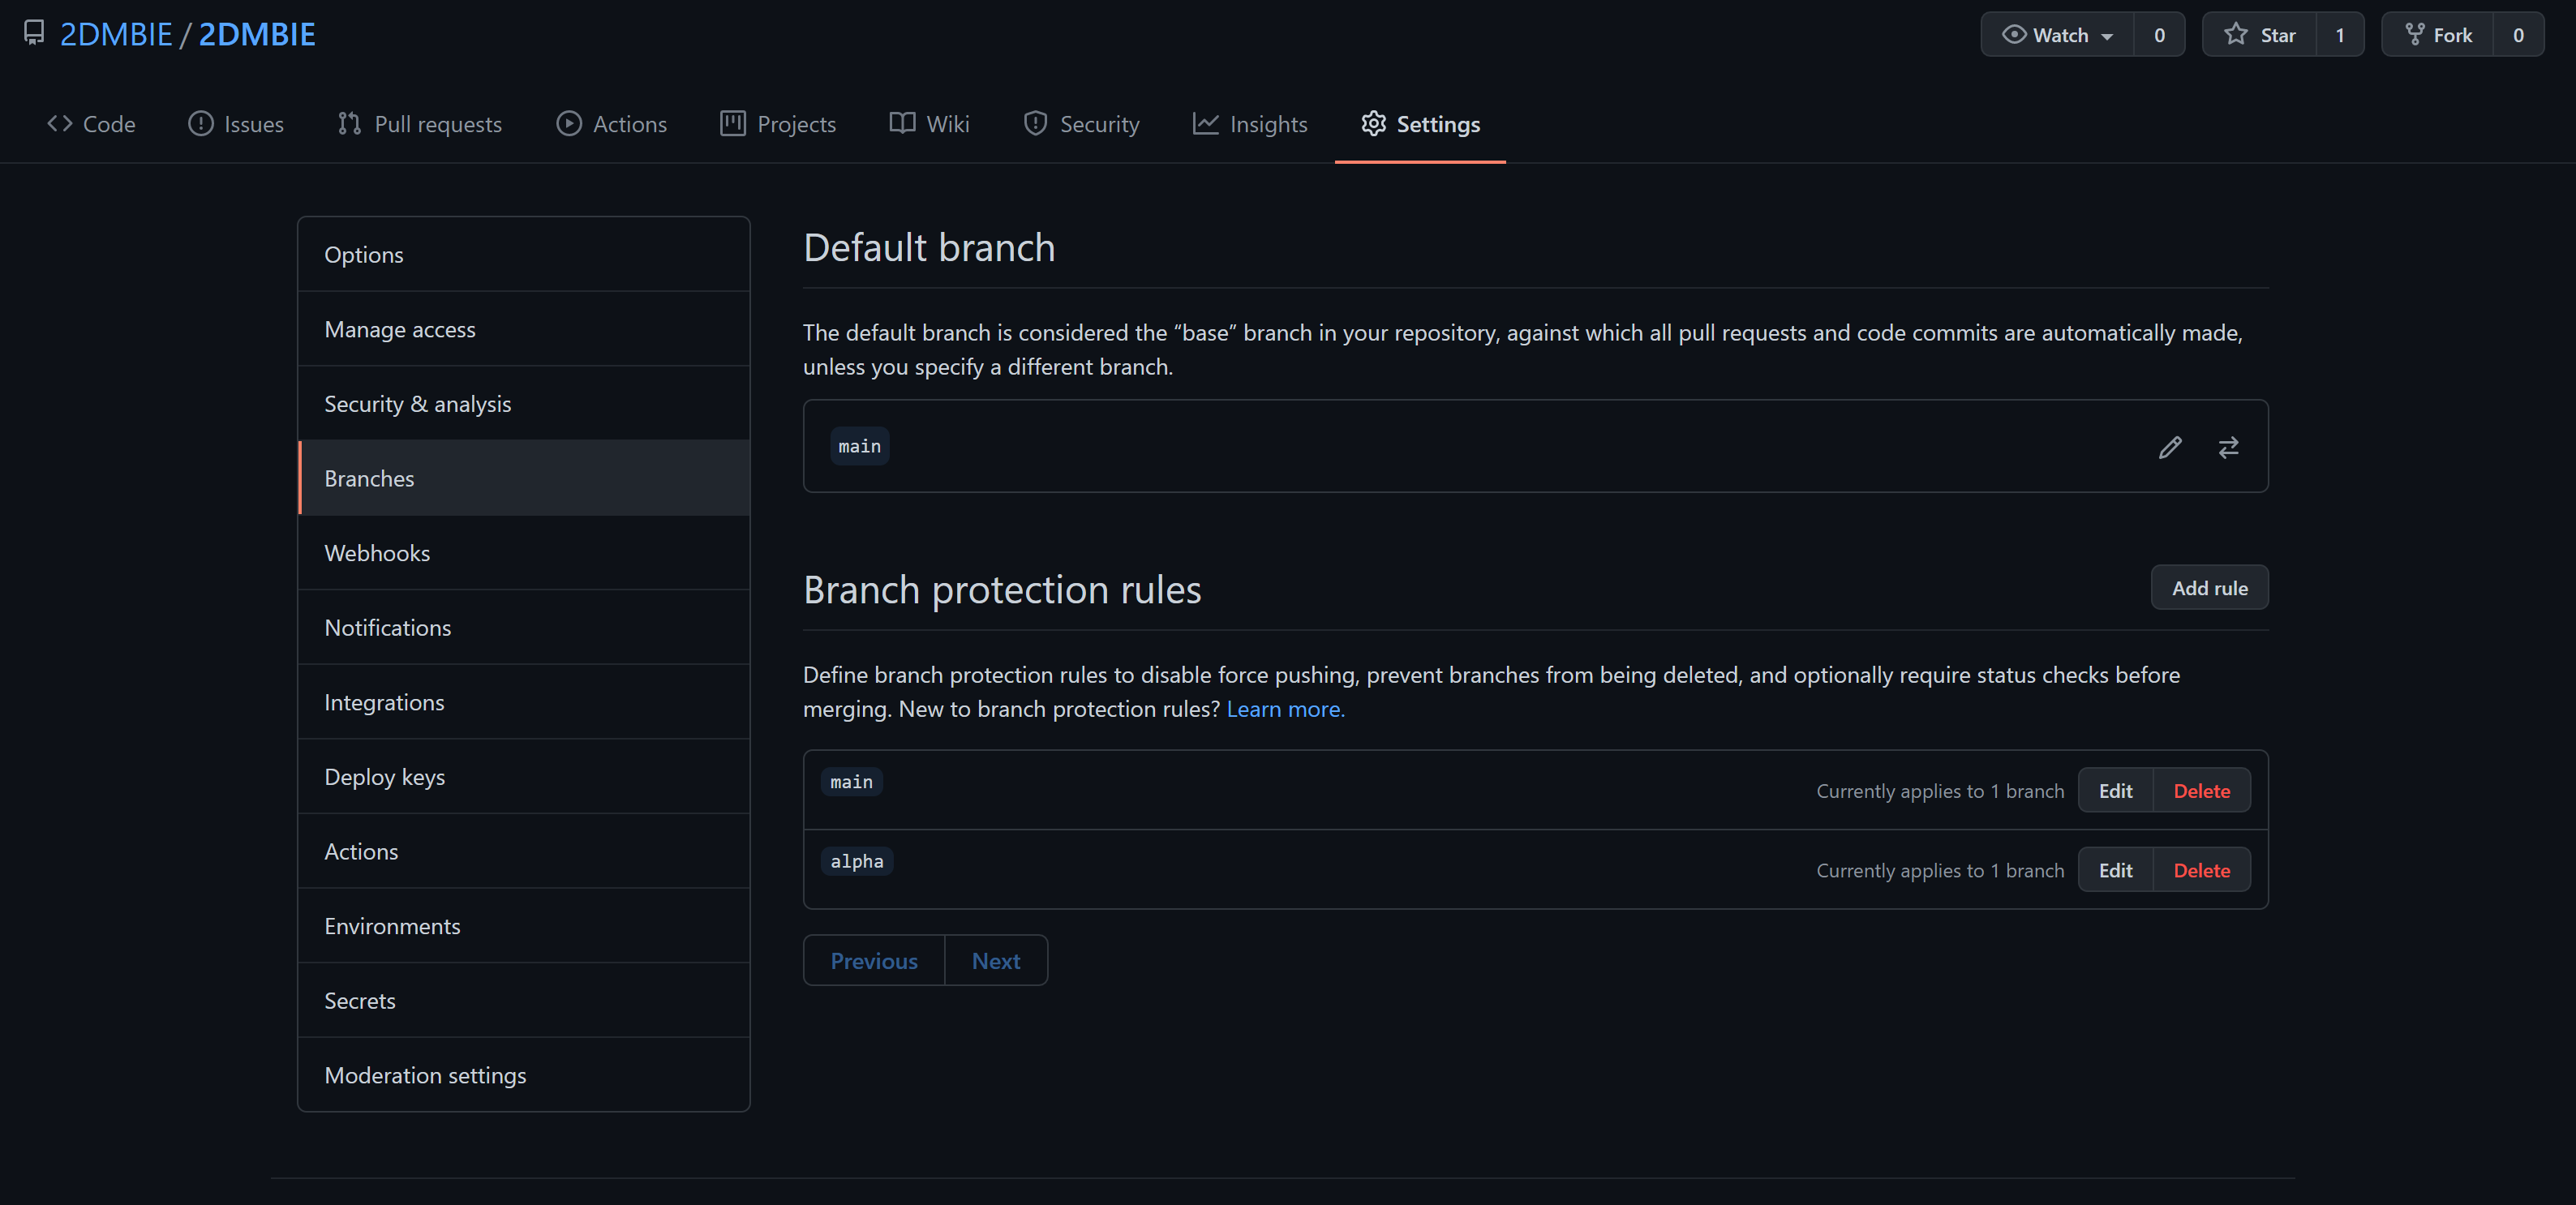 2DMBIE / 2DMBIE
Watch 0 Star 1 Fork 0
Code Issues Pull requests Actions Projects Wiki Security Insights Settings
Options
Manage access
Security & analysis
Branches
Webhooks
Notifications
Integrations
Deploy keys
Actions
Environments
Secrets
Moderation settings
Default branch
The default branch is considered the “base” branch in your repository, against which all pull requests and code commits are automatically made,
unless you specify a different branch.
main
Branch protection rules Add rule
Define branch protection rules to disable force pushing, prevent branches from being deleted, and optionally require status checks before
merging. New to branch protection rules? Learn more.
main Currently applies to 1 branch Edit Delete
alpha Currently applies to 1 branch Edit Delete
Previous Next